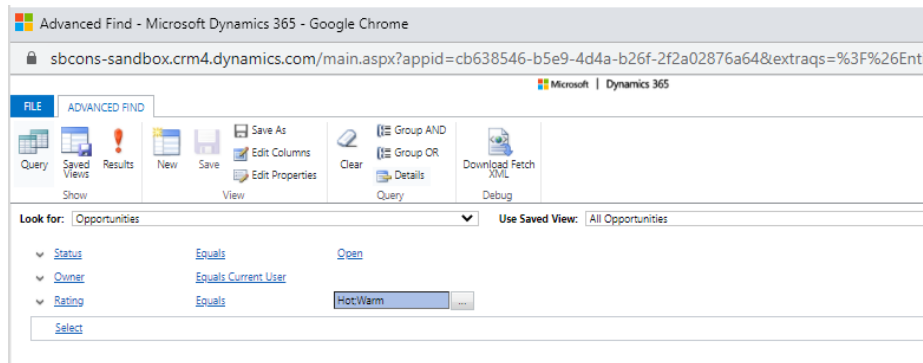 Advanced Find - Microsoft Dynamics 365 - Google Chrome
sbcons-sandbox.crm4.dynamics.com/main.aspx?appid=cb638546-b5e9-4d4a-b26f-2f2a02876a64&extraqs=%3F%26Ent
Microsoft | Dynamics 365
FILE ADVANCED FIND
Query Saved Views Results Show
New Save Save As Edit Columns Edit Properties View
Clear Group AND Group OR Details Query
Download Fetch XML Debug
Look for: Opportunities Use Saved View: All Opportunities
Status Equals Open
Owner Equals Current User
Rating Equals Hot;Warm ...
Select